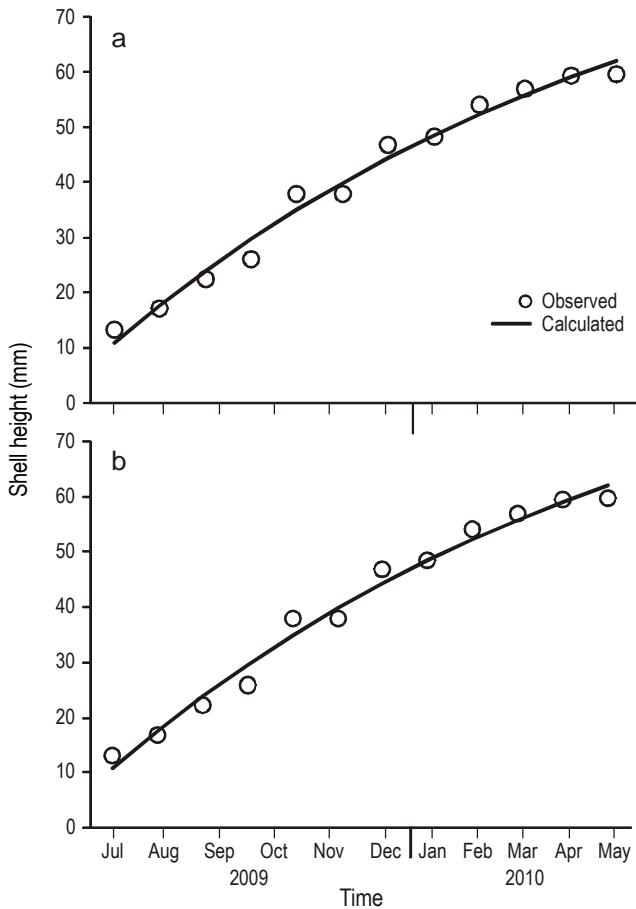 70
a
60
50
40
30
20
10
0
Observed
Calculated
Shell height (mm)
70
b
60
50
40
30
20
10
0
Jul Aug Sep Oct Nov Dec Jan Feb Mar Apr May
2009 2010
Time